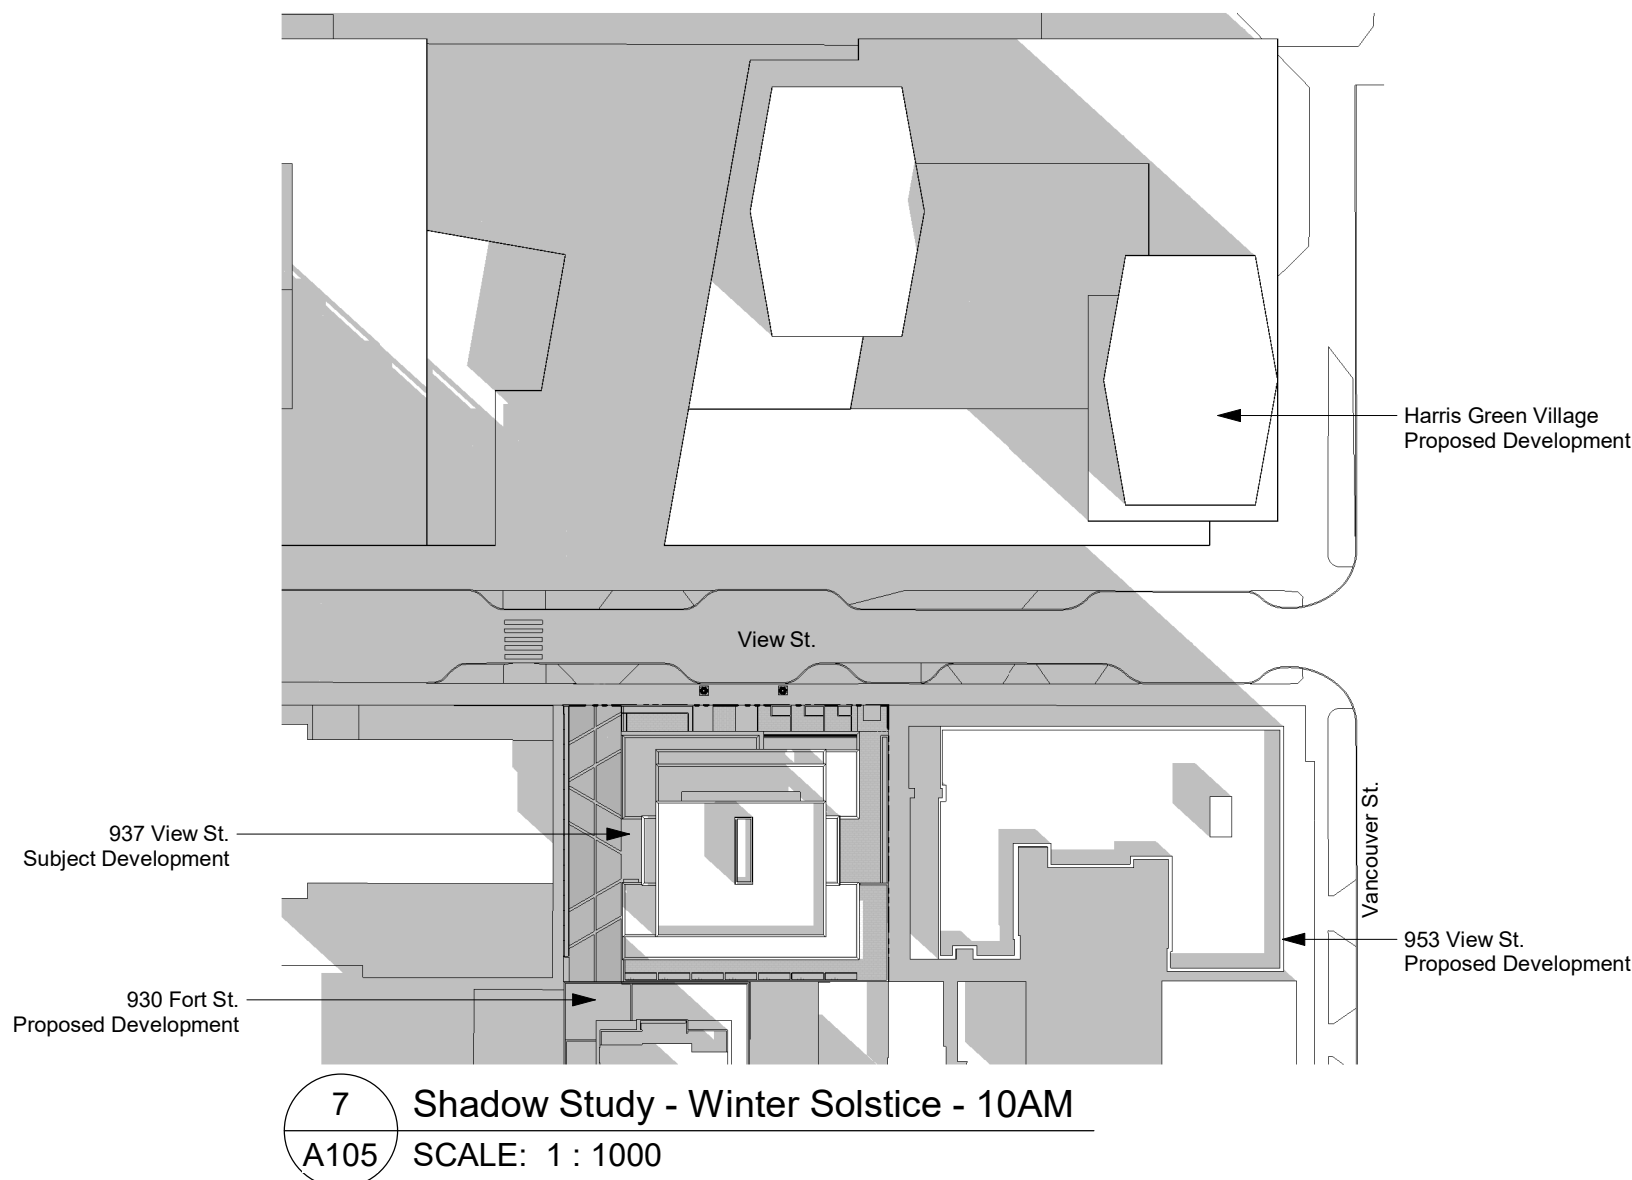 Harris Green Village
Proposed Development
View St.
937 View St.
Subject Development
Vancouver St.
953 View St.
Proposed Development
930 Fort St.
Proposed Development
7
A105
Shadow Study - Winter Solstice - 10AM
SCALE: 1 : 1000